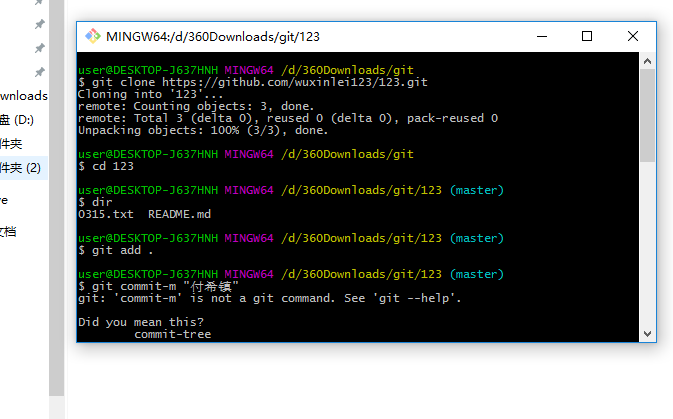 MINGW64:/d/360Downloads/git/123
user@DESKTOP-J637HNH MINGW64 /d/360Downloads/git
$ git clone https://github.com/wuxinlei123/123.git
Cloning into '123'...
remote: Counting objects: 3, done.
remote: Total 3 (delta 0), reused 0 (delta 0), pack-reused 0
Unpacking objects: 100% (3/3), done.
user@DESKTOP-J637HNH MINGW64 /d/360Downloads/git
$ cd 123
user@DESKTOP-J637HNH MINGW64 /d/360Downloads/git/123 (master)
$ dir
0315.txt  README.md
user@DESKTOP-J637HNH MINGW64 /d/360Downloads/git/123 (master)
$ git add .
user@DESKTOP-J637HNH MINGW64 /d/360Downloads/git/123 (master)
$ git commit-m "付希镇"
git: 'commit-m' is not a git command. See 'git --help'.
Did you mean this?
commit-tree
wnloads
盘 (D:)
件夹
件夹 (2)
文档